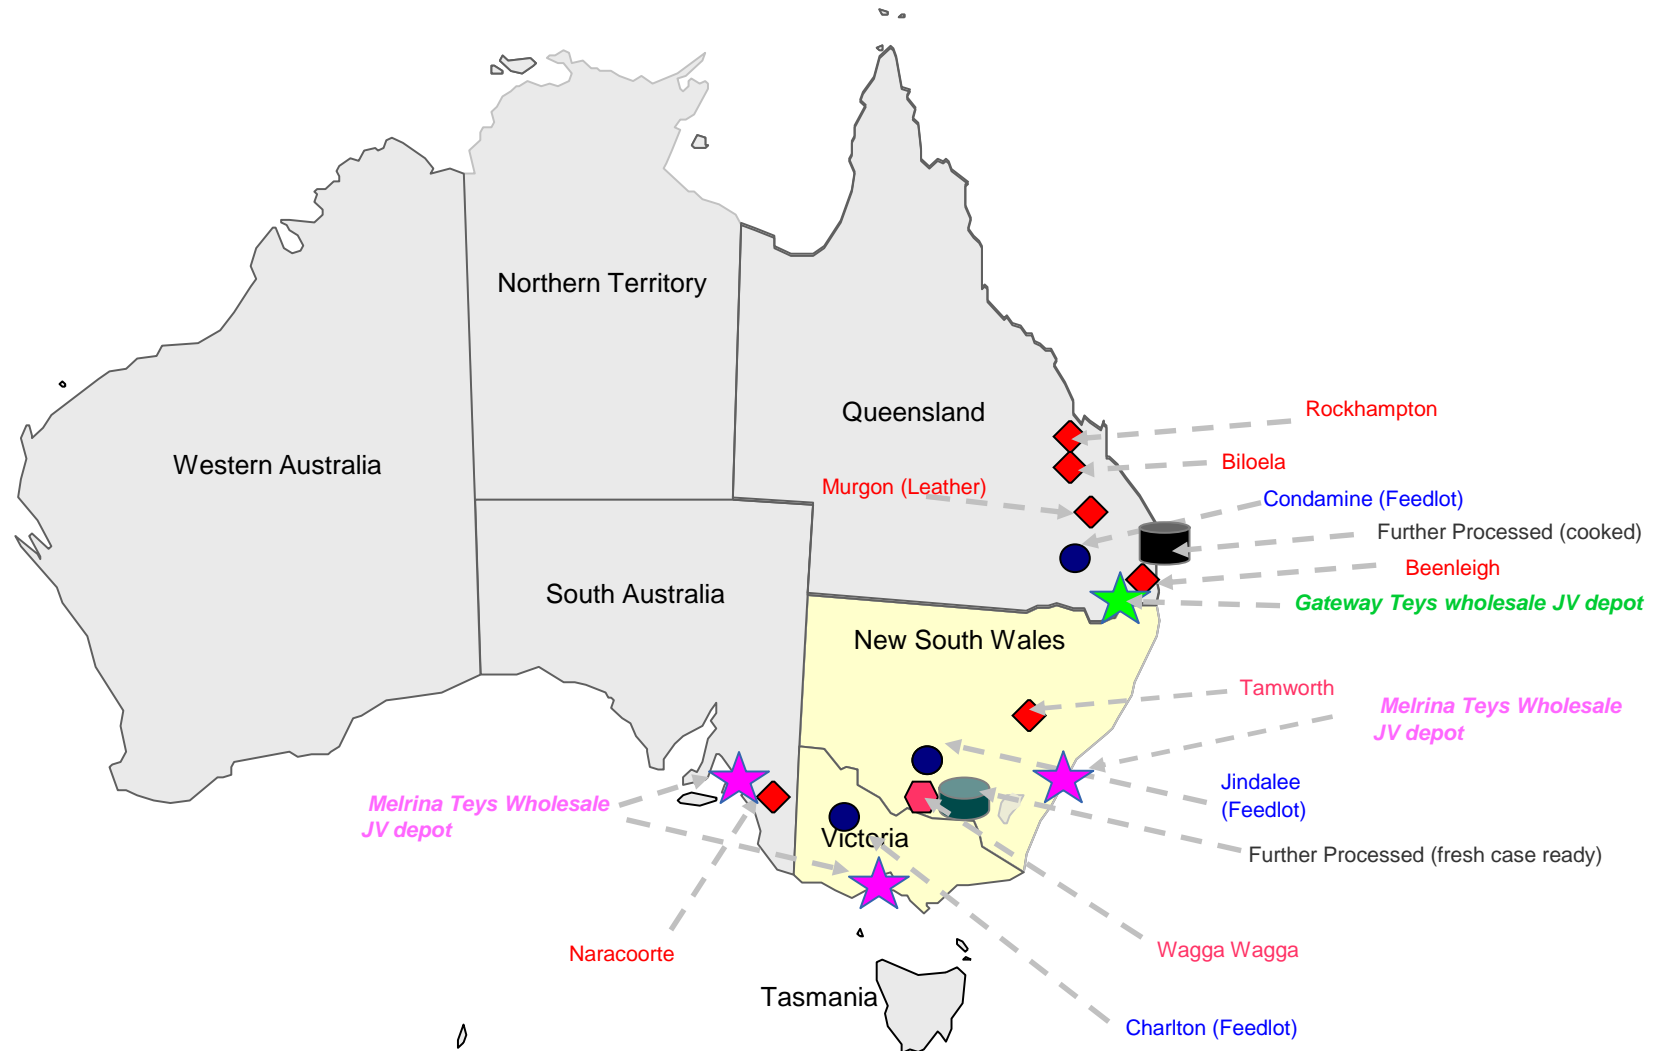 Northern Territory
Queensland
Rockhampton
Western Australia
Biloela
Murgon (Leather)
Condamine (Feedlot)
Further Processed (cooked)
Beenleigh
South Australia
Gateway Teys wholesale JV depot
New South Wales
Tamworth
Melrina Teys Wholesale
JV depot
Jindalee
(Feedlot)
Melrina Teys Wholesale
JV depot
Victoria
Further Processed (fresh case ready)
Naracoorte
Wagga Wagga
Tasmania
Charlton (Feedlot)